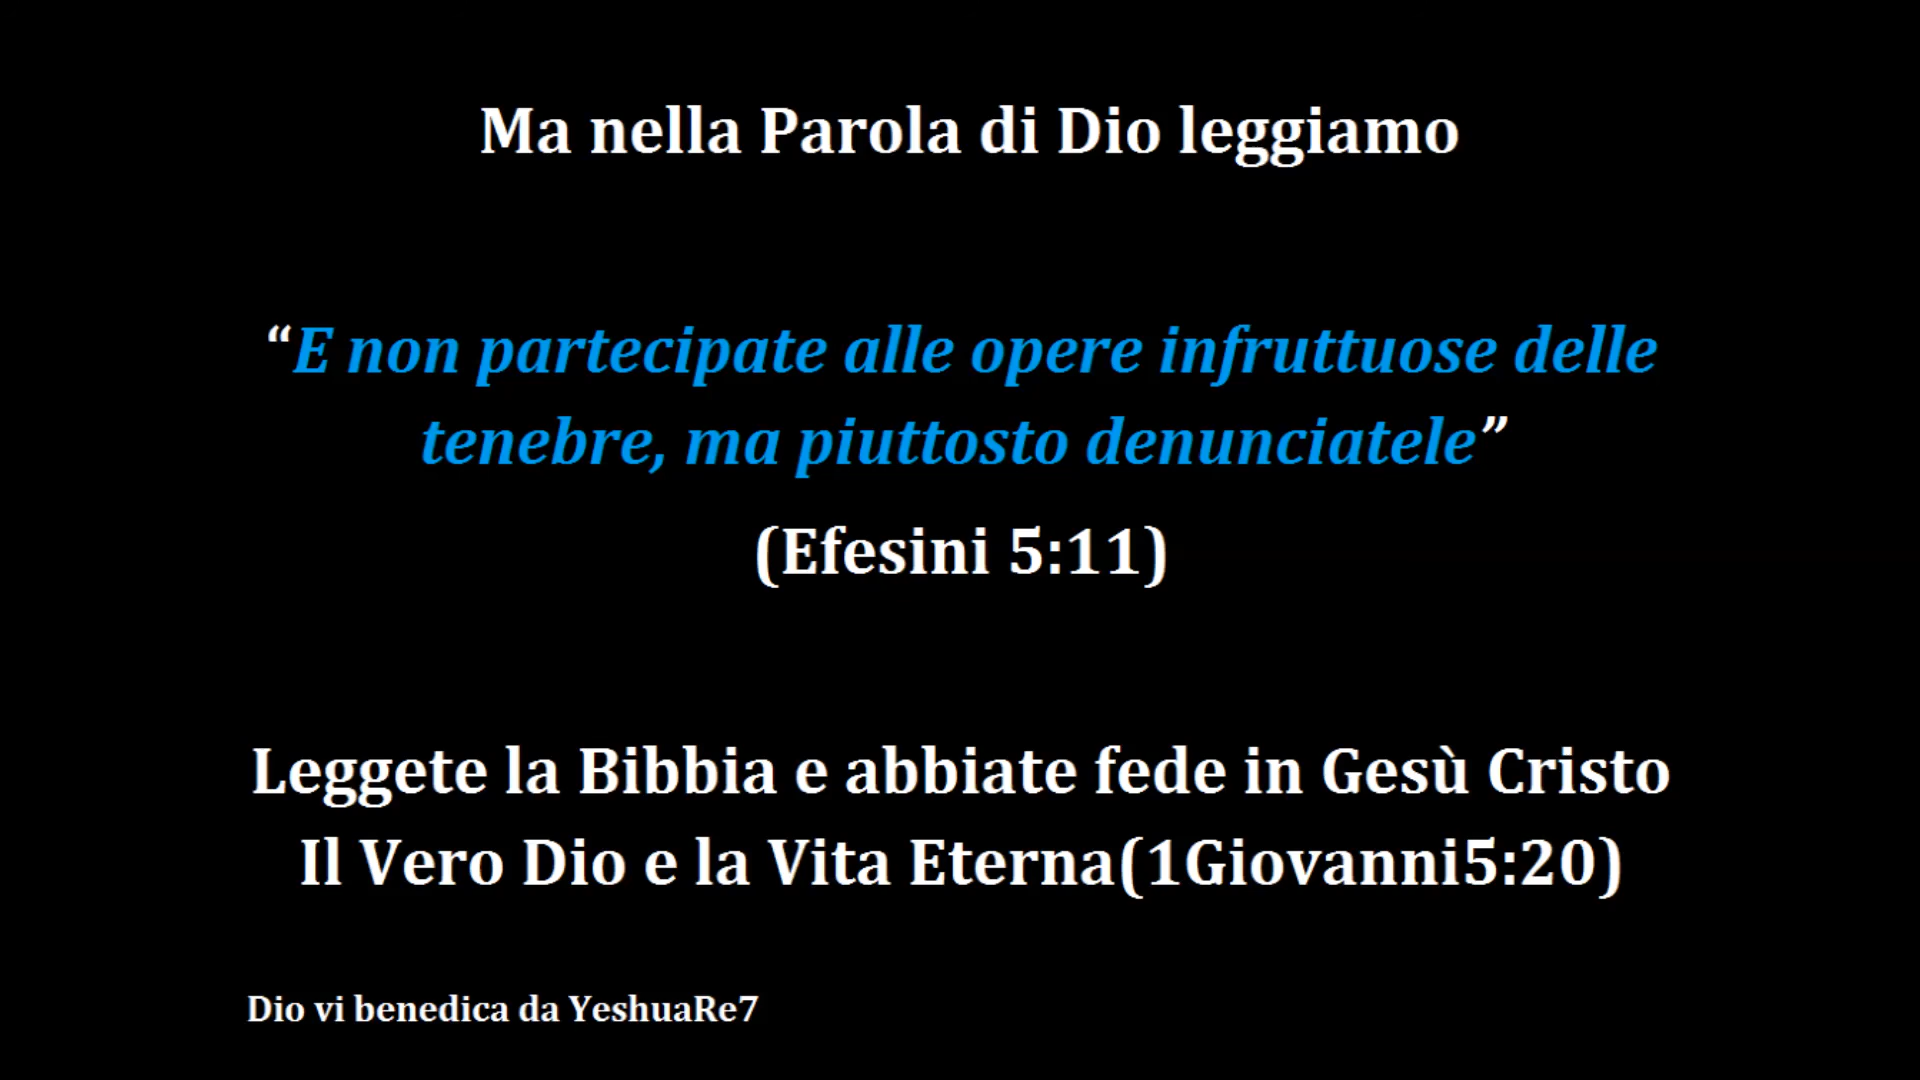 Ma nella Parola di Dio leggiamo
“E non partecipate alle opere infruttuose delle
tenebre, ma piuttosto denunciatele”
(Efesini 5:11)
Leggete la Bibbia e abbiate fede in Gesù Cristo
Il Vero Dio e la Vita Eterna(1Giovanni5:20)
Dio vi benedica da YeshuaRe7